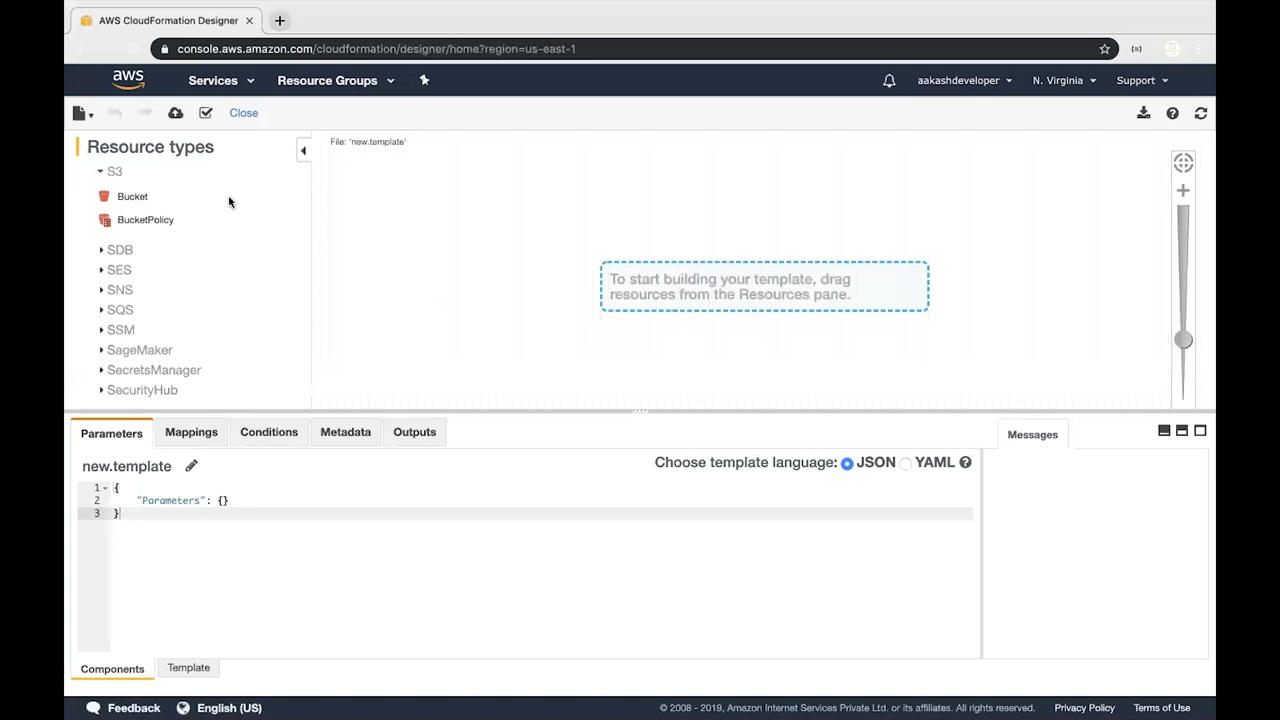 AWS CloudFormation Designer
console.aws.amazon.com/cloudformation/designer/home?region=us-east-1
aws
Services
Resource Groups
aakashdeveloper
N. Virginia
Support
Close
Resource types
S3
Bucket
BucketPolicy
SDB
SES
SNS
SQS
SSM
SageMaker
SecretsManager
SecurityHub
File: 'new.template'
To start building your template, drag
resources from the Resources pane.
Parameters
Mappings
Conditions
Metadata
Outputs
Messages
new.template
Choose template language:
JSON
YAML
1 {
2 "Parameters": {}
3 }
Components
Template
Feedback
English (US)
© 2008 - 2019, Amazon Internet Services Private Ltd. or its affiliates. All rights reserved.
Privacy Policy
Terms of Use